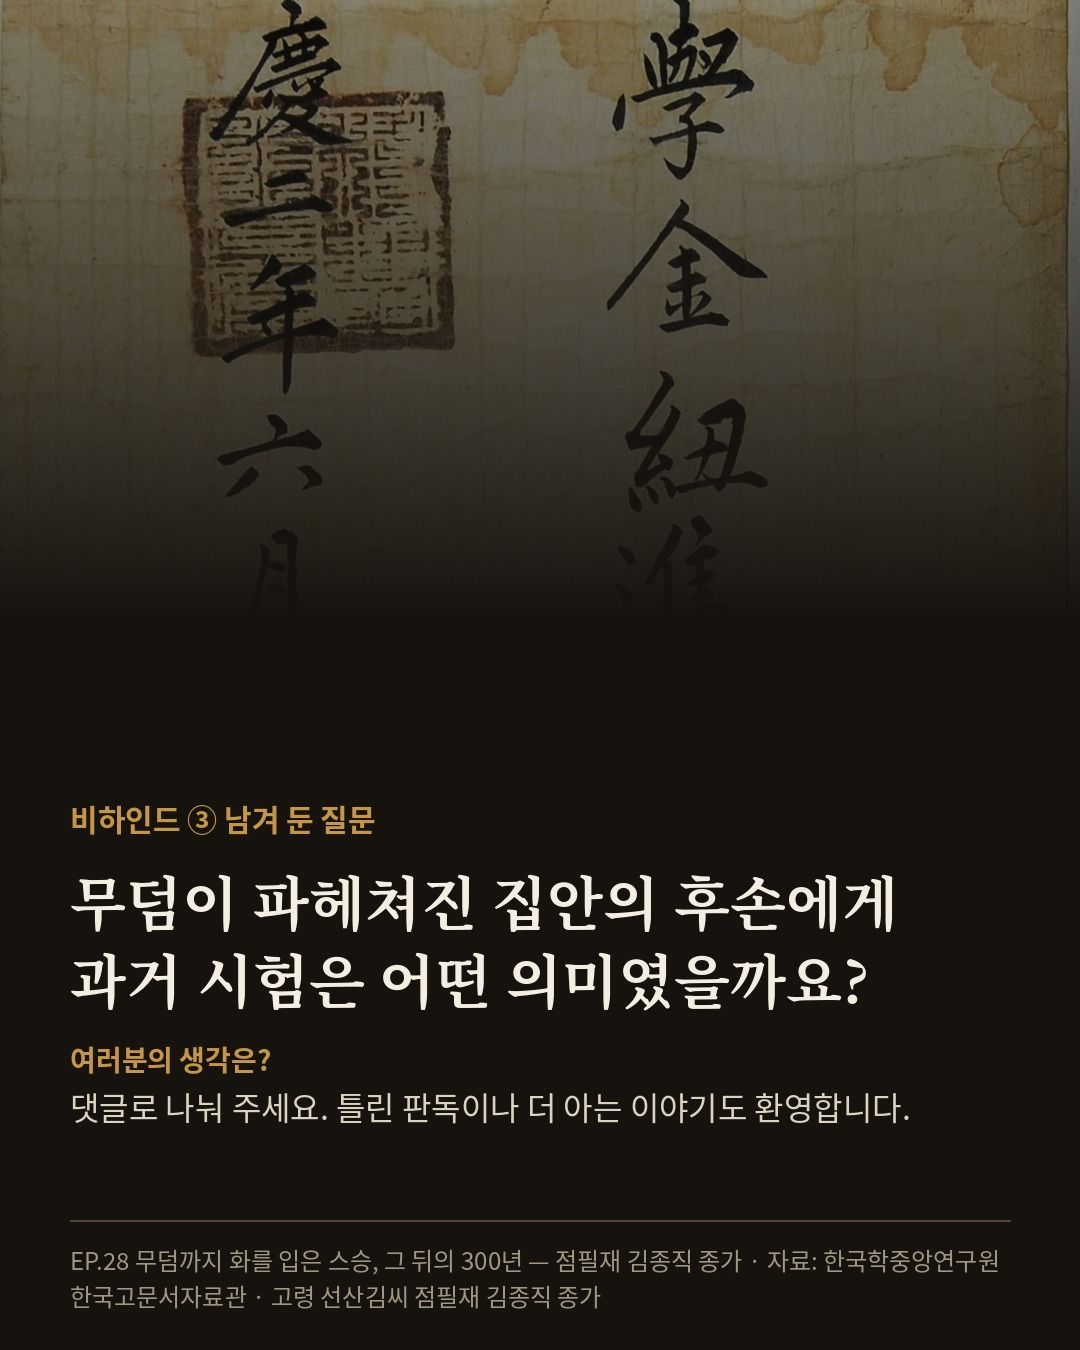 學金紐進
慶二年六月
비하인드 ③ 남겨 둔 질문
무덤이 파헤쳐진 집안의 후손에게
과거 시험은 어떤 의미였을까요?
여러분의 생각은?
댓글로 나눠 주세요. 틀린 판독이나 더 아는 이야기도 환영합니다.
EP.28 무덤까지 화를 입은 스승, 그 뒤의 300년 — 점필재 김종직 종가 · 자료: 한국학중앙연구원
한국고문서자료관 · 고령 선산김씨 점필재 김종직 종가